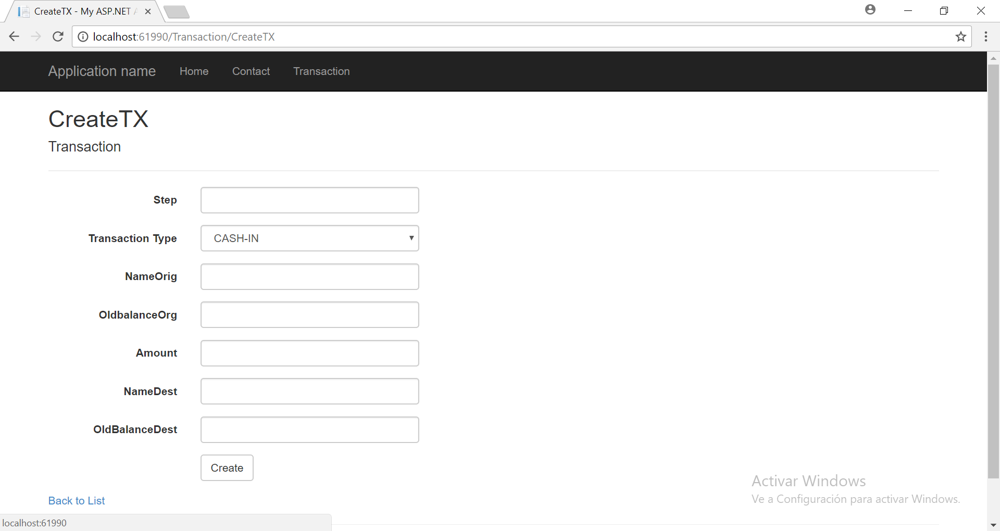 CreateTX - My ASP.NET A
localhost:61990/Transaction/CreateTX
Application name Home Contact Transaction
CreateTX
Transaction
Step
Transaction Type CASH-IN
NameOrig
OldbalanceOrg
Amount
NameDest
OldBalanceDest
Create
Activar Windows
Ve a Configuración para activar Windows.
Back to List
localhost:61990